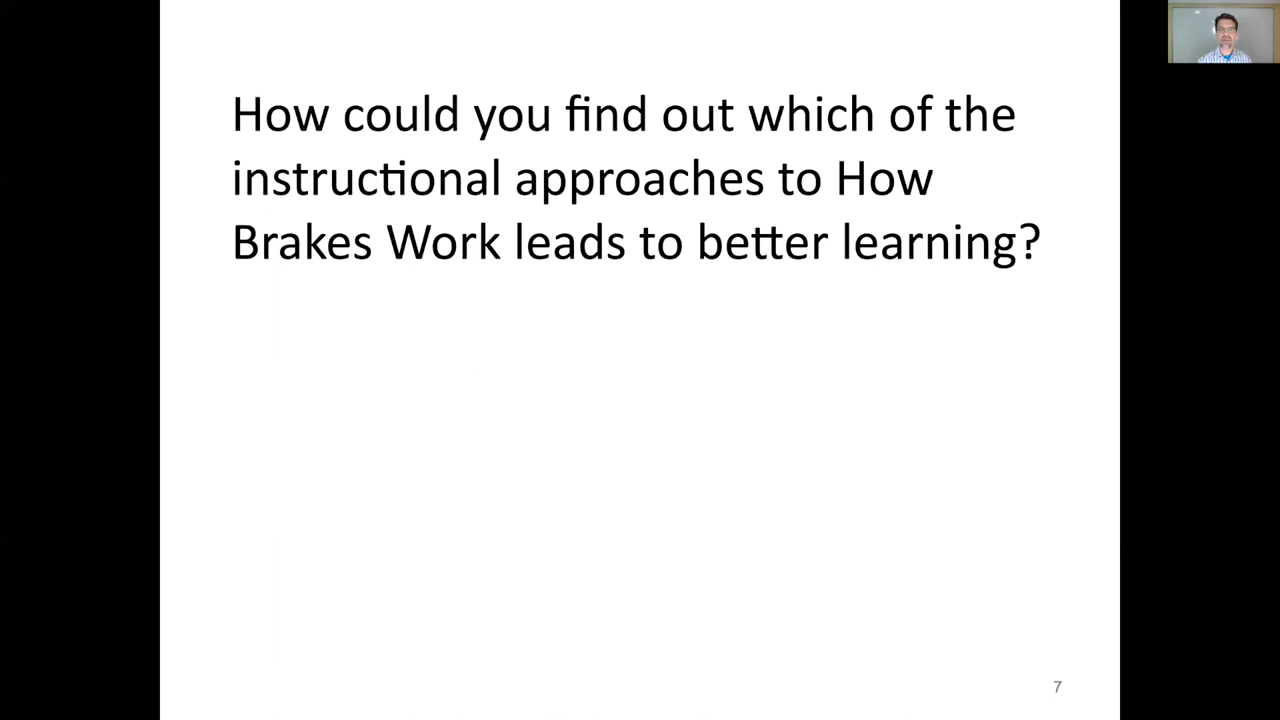 How could you find out which of the
instructional approaches to How
Brakes Work leads to better learning?
7